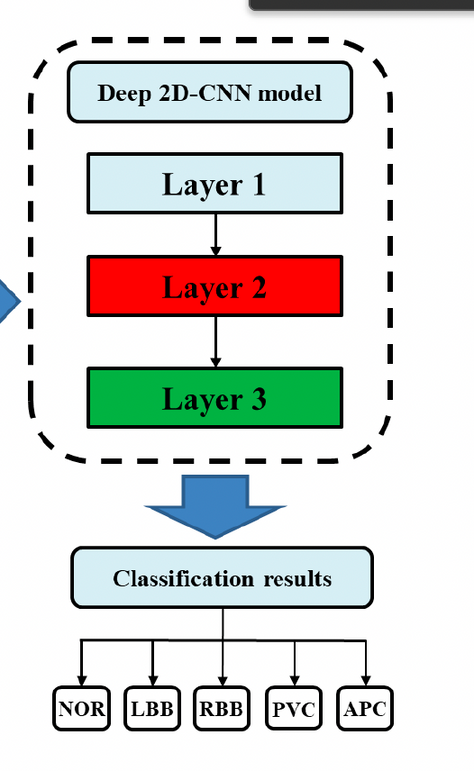 Deep 2D-CNN model
Layer 1
Layer 2
Layer 3
Classification results
NOR LBB RBB PVC APC